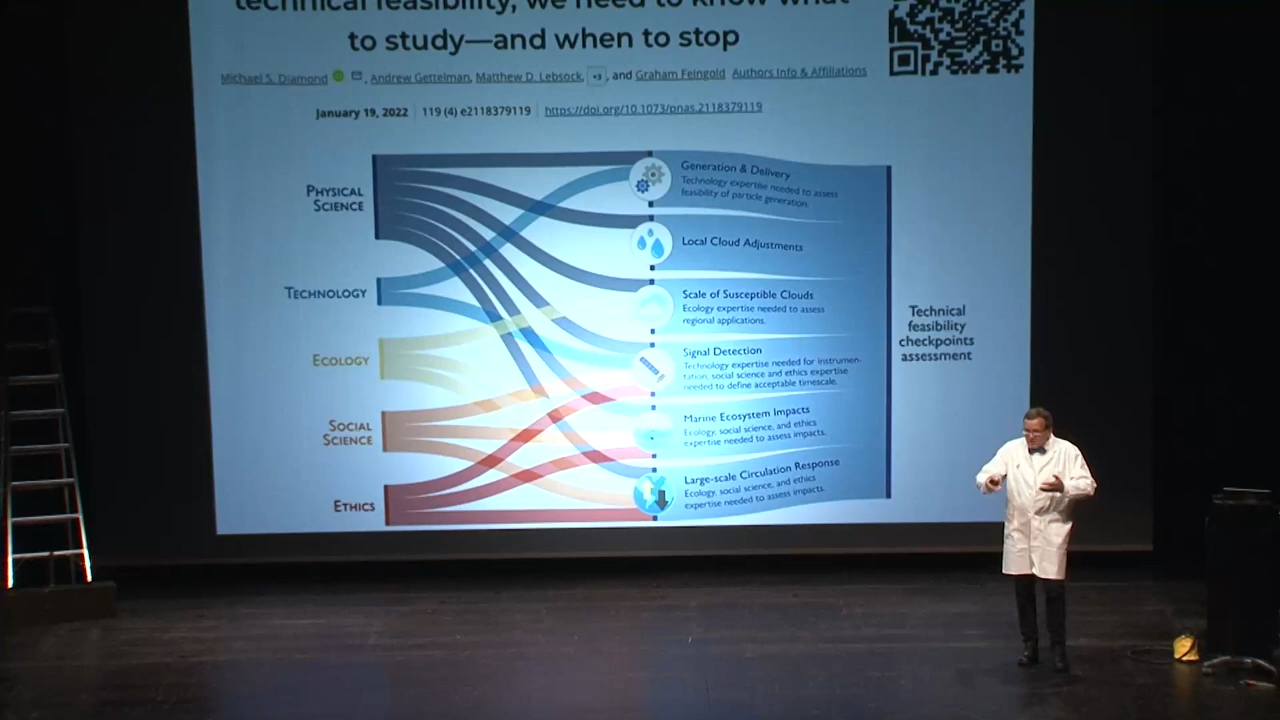 technical feasibility, we need to know what
to study—and when to stop
Michael S. Diamond, Andrew Gettelman, Matthew D. Lebsock, +3, and Graham Feingold Authors Info & Affiliations
January 19, 2022 119 (4) e2118379119 https://doi.org/10.1073/pnas.2118379119
PHYSICAL
SCIENCE
TECHNOLOGY
ECOLOGY
SOCIAL
SCIENCE
ETHICS
Generation & Delivery
Technology expertise needed to assess
feasibility of particle generation.
Local Cloud Adjustments
Scale of Susceptible Clouds
Ecology expertise needed to assess
regional applications.
Signal Detection
Technology expertise needed for instrumen-
tation, social science and ethics expertise
needed to define acceptable timescale.
Marine Ecosystem Impacts
Ecology, social science, and ethics
expertise needed to assess impacts.
Large-scale Circulation Response
Ecology, social science, and ethics
expertise needed to assess impacts.
Technical
feasibility
checkpoints
assessment